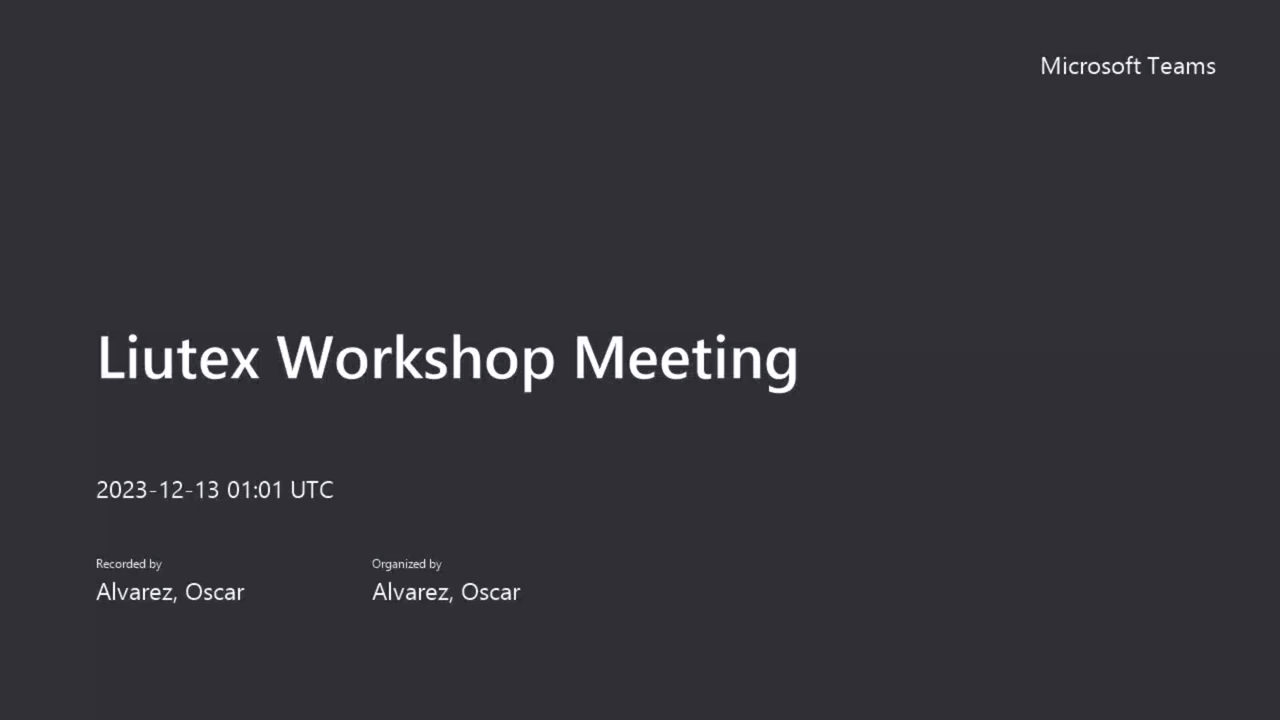 Microsoft Teams
Liutex Workshop Meeting
2023-12-13 01:01 UTC
Recorded by
Alvarez, Oscar
Organized by
Alvarez, Oscar